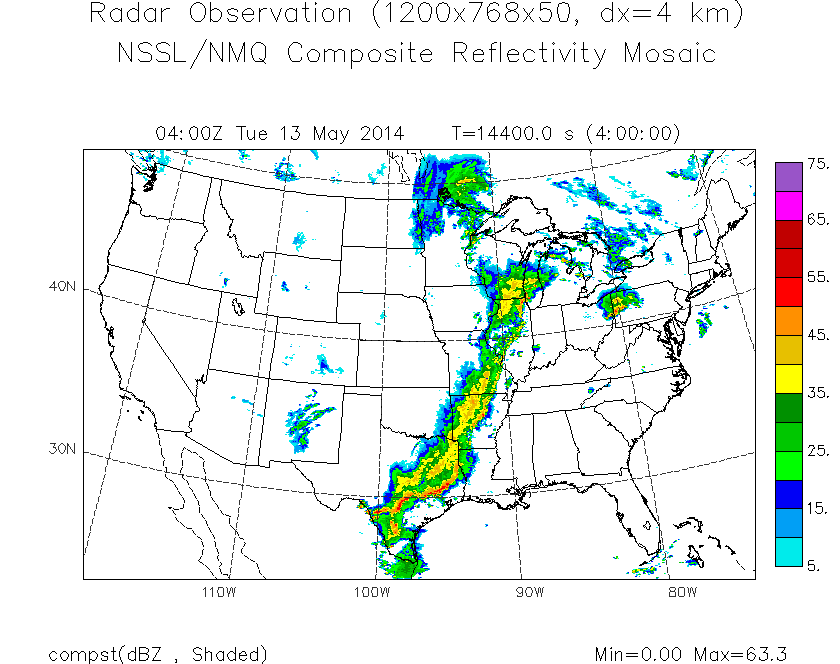 Radar Observation (1200x768x50, dx=4 km)
NSSL/NMQ Composite Reflectivity Mosaic
04:00Z Tue 13 May 2014 T=14400.0 s (4:00:00)
75.
65.
55.
45.
35.
25.
15.
5.
40N
30N
110W
100W
90W
80W
compst(dBZ , Shaded)
Min=0.00 Max=63.3